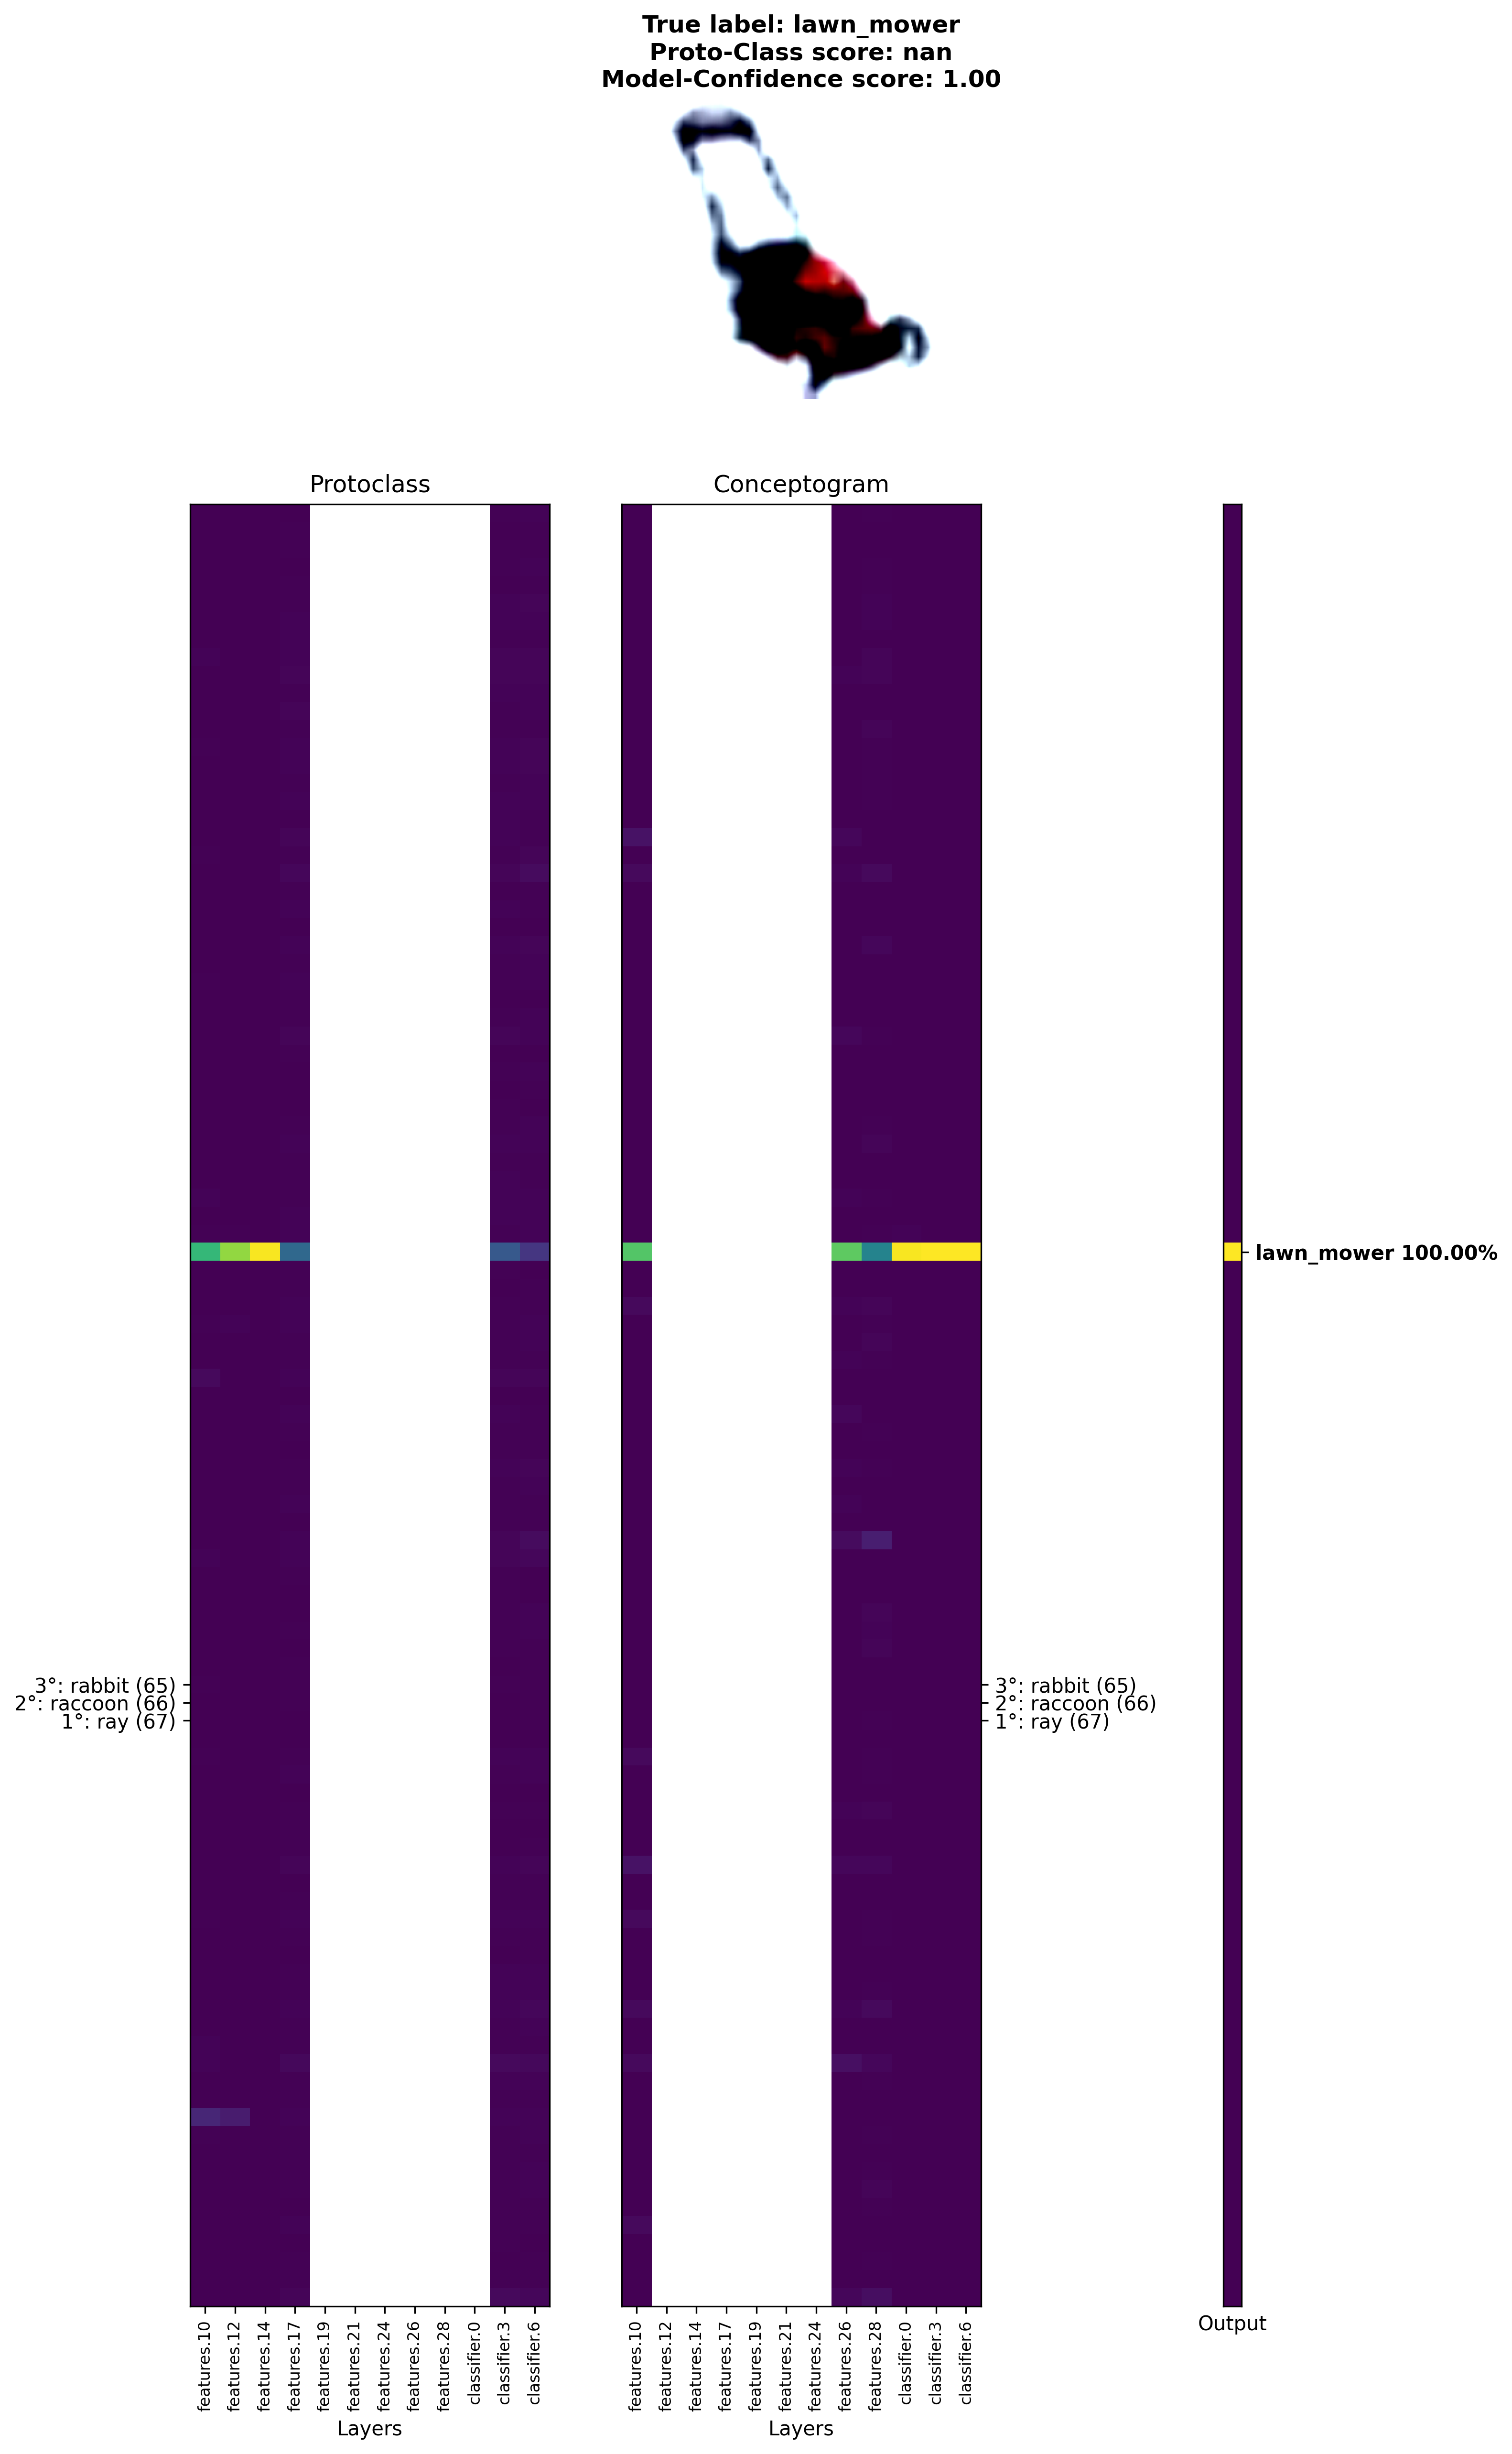 True label: lawn_mower
Proto-Class score: nan
Model-Confidence score: 1.00
Protoclass
Conceptogram
lawn_mower 100.00%
3°: rabbit (65)
2°: raccoon (66)
1°: ray (67)
3°: rabbit (65)
2°: raccoon (66)
1°: ray (67)
features.10
features.12
features.14
features.17
features.19
features.21
features.24
features.26
features.28
classifier.0
classifier.3
classifier.6
Layers
features.10
features.12
features.14
features.17
features.19
features.21
features.24
features.26
features.28
classifier.0
classifier.3
classifier.6
Layers
Output